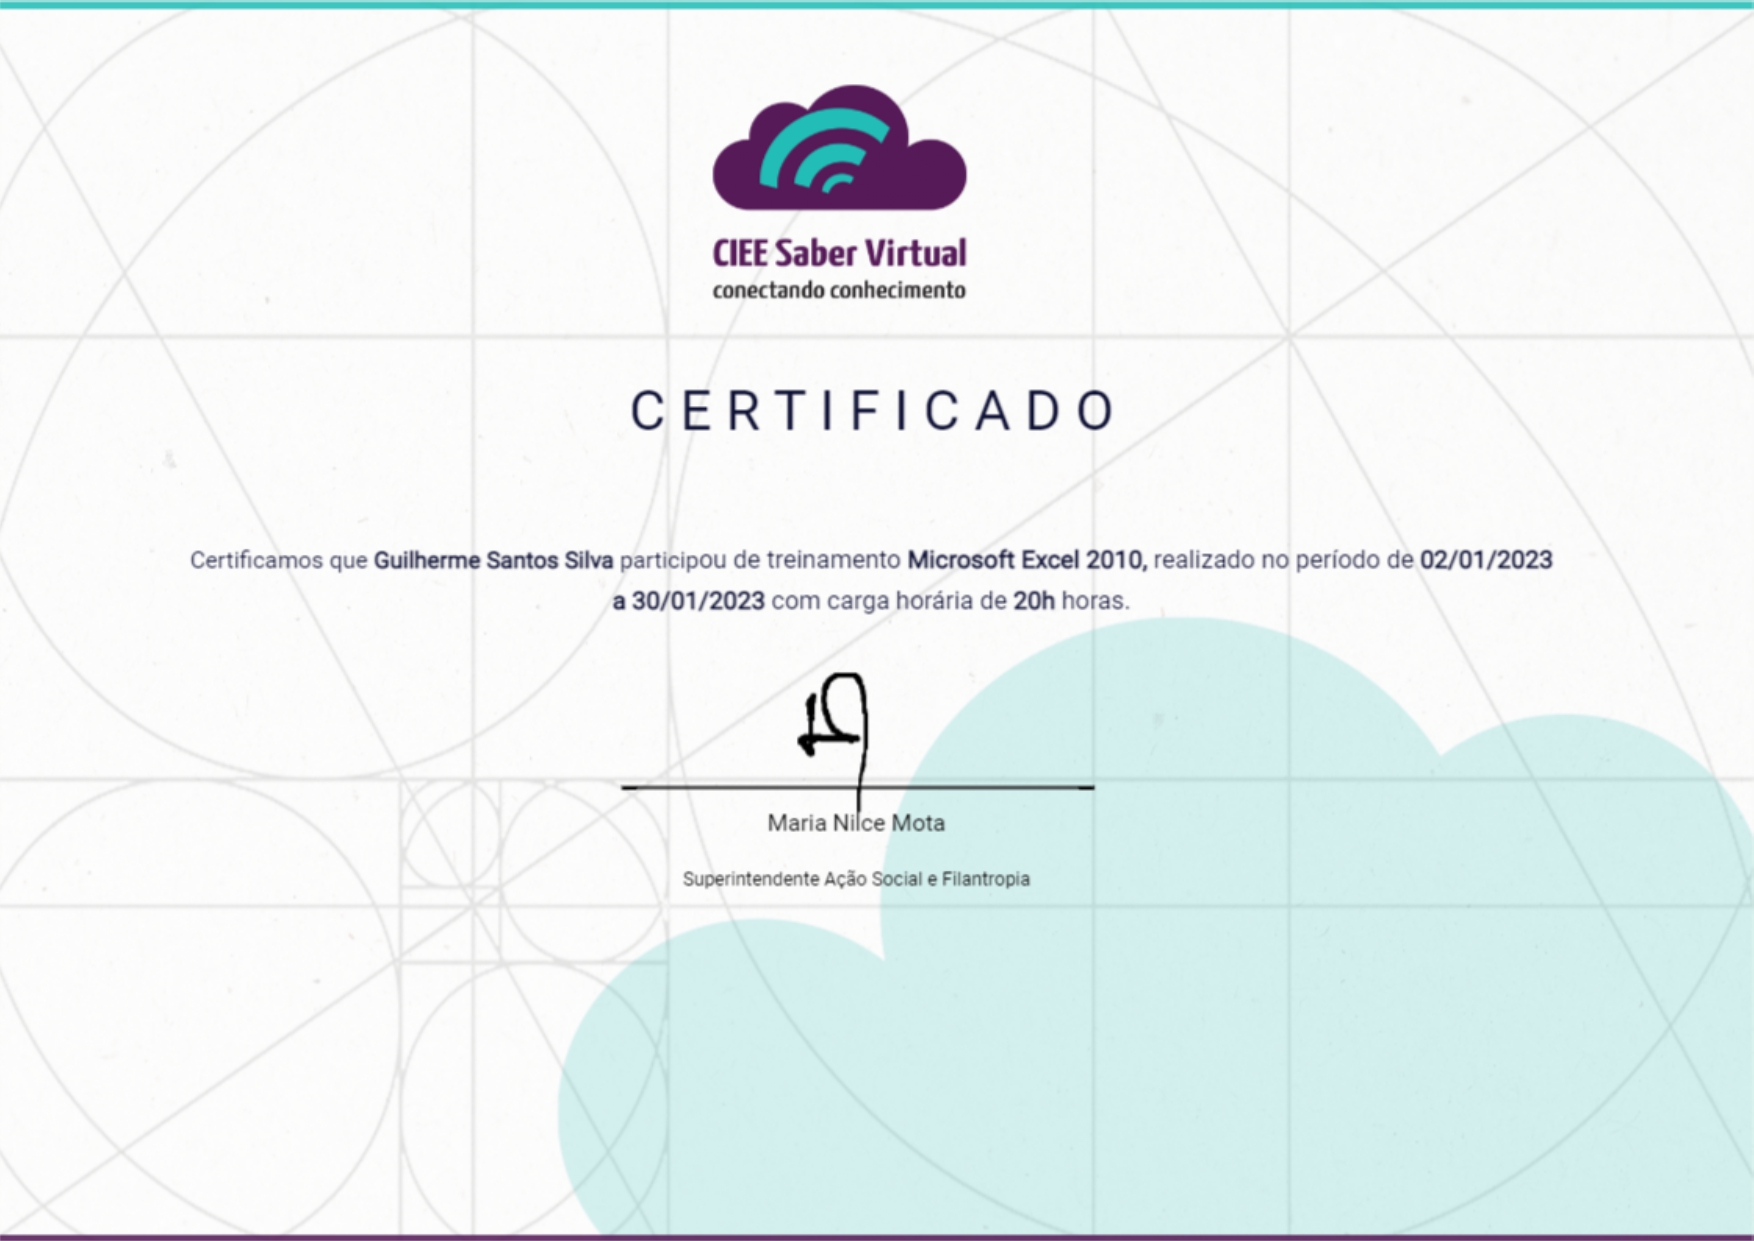 CIEE Saber Virtual
conectando conhecimento
CERTIFICADO
Certificamos que Guilherme Santos Silva participou de treinamento Microsoft Excel 2010, realizado no período de 02/01/2023
a 30/01/2023 com carga horária de 20h horas.
Maria Nilce Mota
Superintendente Ação Social e Filantropia